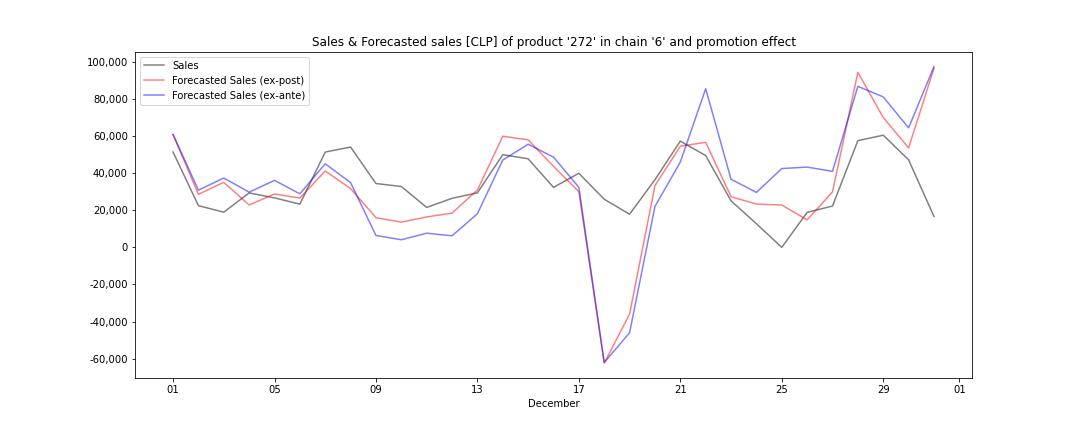 Sales & Forecasted sales [CLP] of product '272' in chain '6' and promotion effect
Sales
Forecasted Sales (ex-post)
Forecasted Sales (ex-ante)
100,000
80,000
60,000
40,000
20,000
0
-20,000
-40,000
-60,000
01 05 09 13 17 21 25 29 01
December